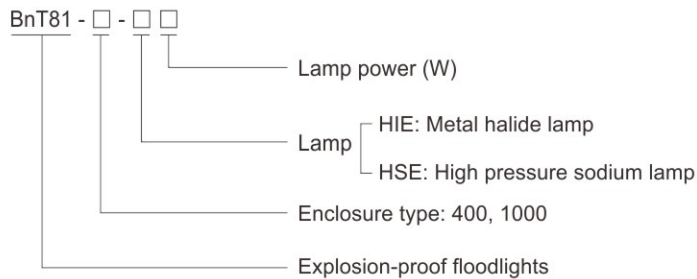 BnT81 - □ - □ □
Lamp power (W)
HIE: Metal halide lamp
Lamp
HSE: High pressure sodium lamp
Enclosure type: 400, 1000
Explosion-proof floodlights